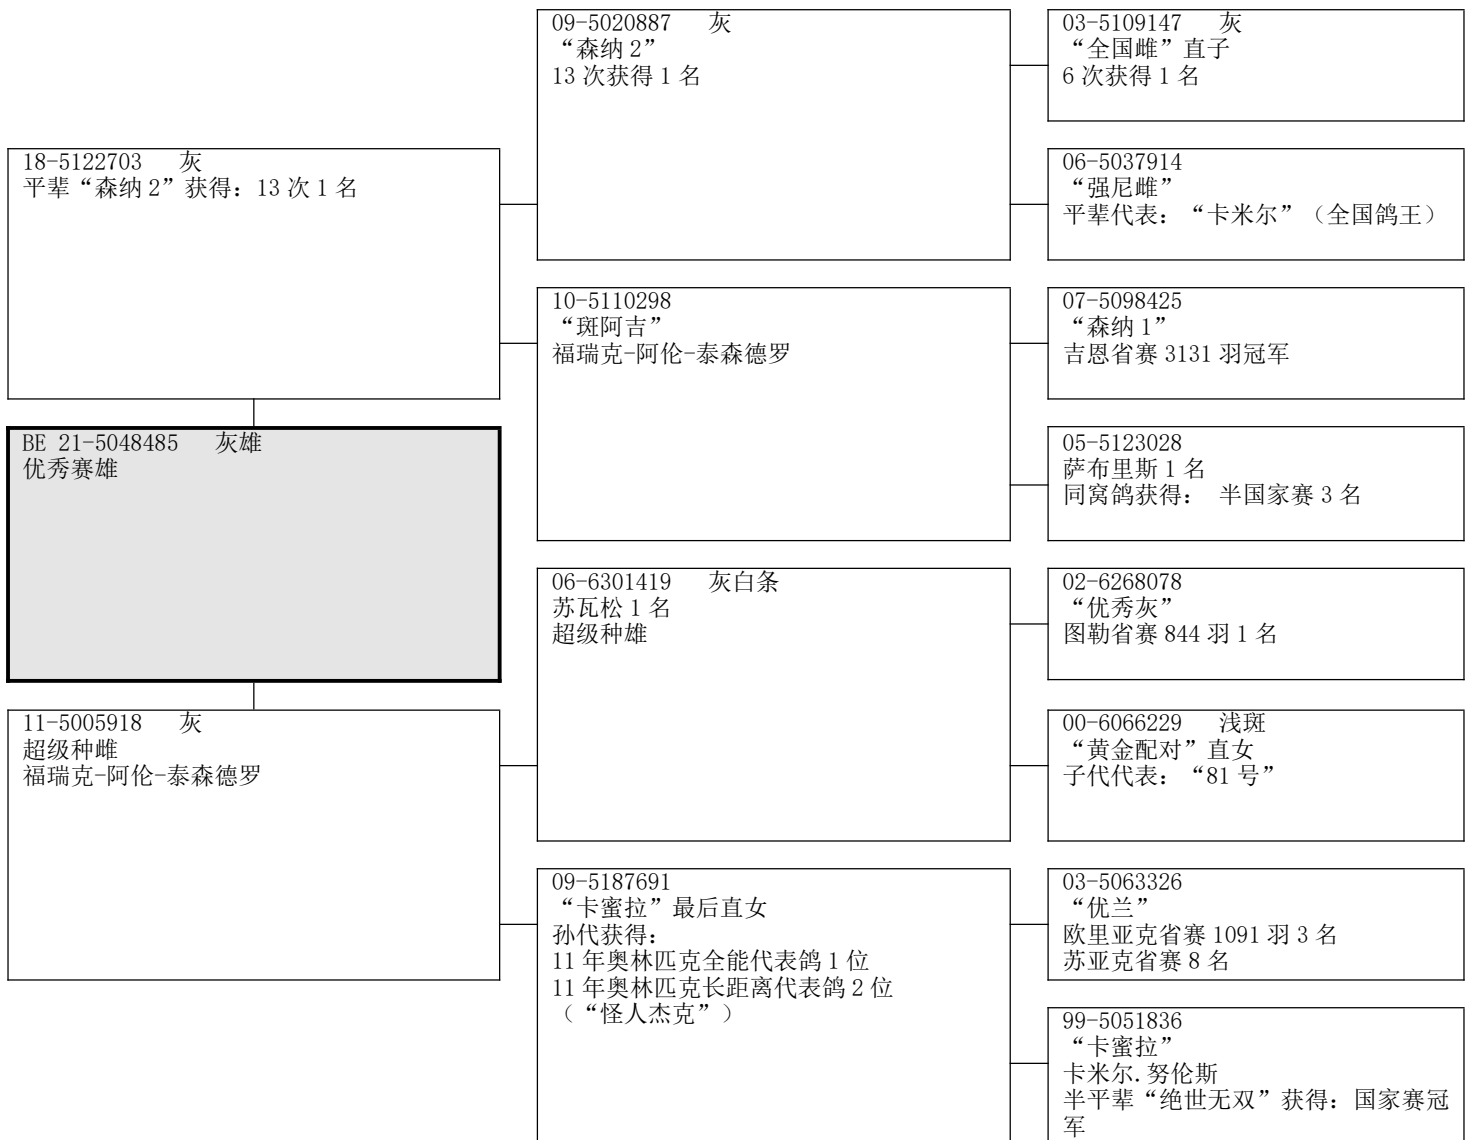 18-5122703 灰
平辈“森纳2”获得：13次1名
BE 21-5048485 灰雄
优秀赛雄
11-5005918 灰
超级种雌
福瑞克-阿伦-泰森德罗
09-5020887 灰
“森纳2”
13次获得1名
10-5110298
“斑阿吉”
福瑞克-阿伦-泰森德罗
06-6301419 灰白条
苏瓦松1名
超级种雄
09-5187691
“卡蜜拉”最后直女
孙代获得：
11年奥林匹克全能代表鸽1位
11年奥林匹克长距离代表鸽2位
（“怪人杰克”）
03-5109147 灰
“全国雌”直子
6次获得1名
06-5037914
“强尼雌”
平辈代表：“卡米尔”（全国鸽王）
07-5098425
“森纳1”
吉恩省赛3131羽冠军
05-5123028
萨布里斯1名
同窝鸽获得： 半国家赛3名
02-6268078
“优秀灰”
图勒省赛844羽1名
00-6066229 浅斑
“黄金配对”直女
子代代表：“81号”
03-5063326
“优兰”
欧里亚克省赛1091羽3名
苏亚克省赛8名
99-5051836
“卡蜜拉”
卡米尔.努伦斯
半平辈“绝世无双”获得：国家赛冠
军